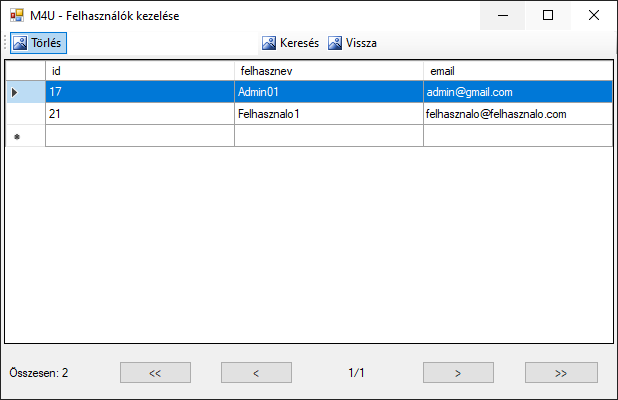 M4U - Felhasználók kezelése
Törlés Keresés Vissza
id felhasznev email
17 Admin01 admin@gmail.com
21 Felhasznalo1 felhasznalo@felhasznalo.com
Összesen: 2 << < 1/1 > >>